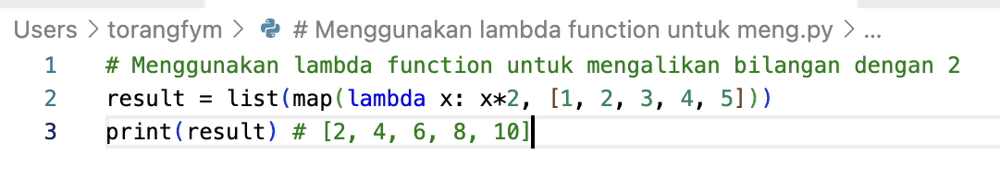 Users > torangfym > # Menggunakan lambda function untuk meng.py > ...
1 # Menggunakan lambda function untuk mengalikan bilangan dengan 2
2 result = list(map(lambda x: x*2, [1, 2, 3, 4, 5]))
3 print(result) # [2, 4, 6, 8, 10]